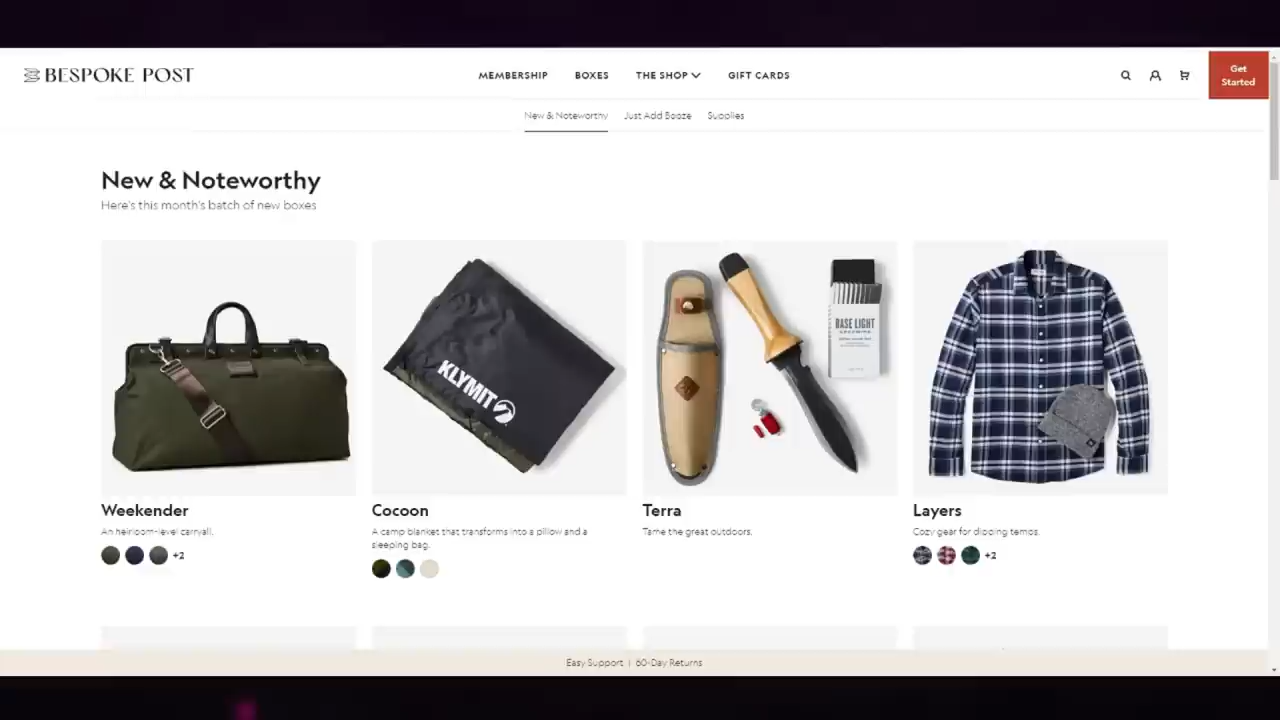 BESPOKE POST
MEMBERSHIP
BOXES
THE SHOP
GIFT CARDS
Get
Started
New & Noteworthy
Just Add Booze
Supplies
New & Noteworthy
Here's this month's batch of new boxes
KLYMIT
BASE LIGHT
Weekender
An heirloom-level carryall.
+2
Cocoon
A camp blanket that transforms into a pillow and a
sleeping bag.
Terra
Tame the great outdoors.
Layers
Cozy gear for dipping temps.
+2
Easy Support | 60-Day Returns